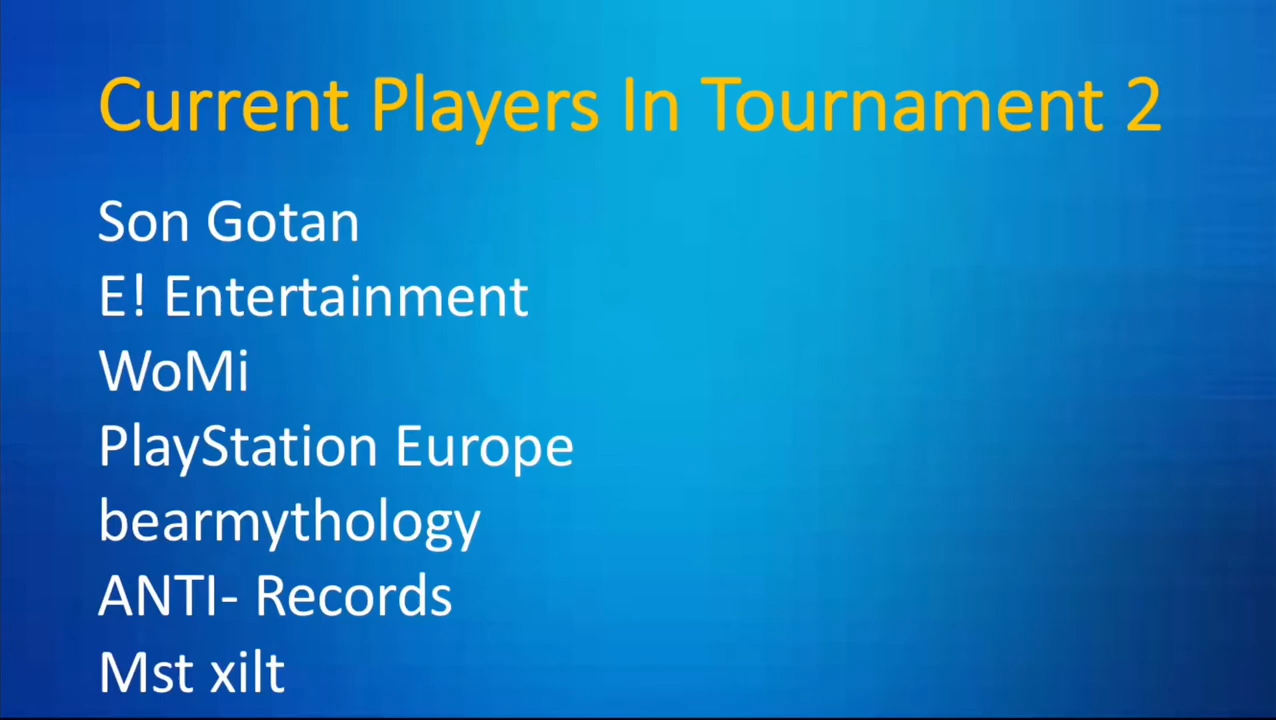 Current Players In Tournament 2
Son Gotan
E! Entertainment
WoMi
PlayStation Europe
bearmythology
ANTI- Records
Mst xilt